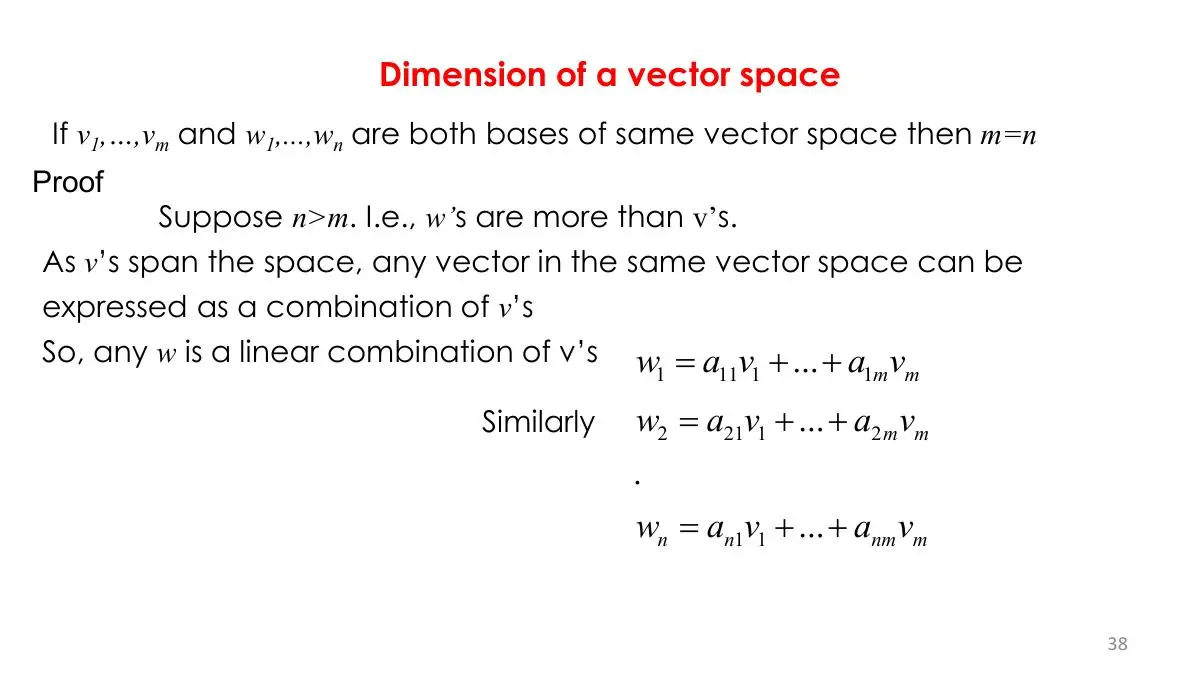 Dimension of a vector space
If v₁,...,vₘ and w₁,...,wₙ are both bases of same vector space then m=n
Proof
Suppose n>m. I.e., w’s are more than v’s.
As v’s span the space, any vector in the same vector space can be
expressed as a combination of v’s
So, any w is a linear combination of v’s
w₁ = a₁₁v₁ + ... + a₁ₘvₘ
Similarly w₂ = a₂₁v₁ + ... + a₂ₘvₘ
.
wₙ = aₙ₁v₁ + ... + aₙₘvₘ
38